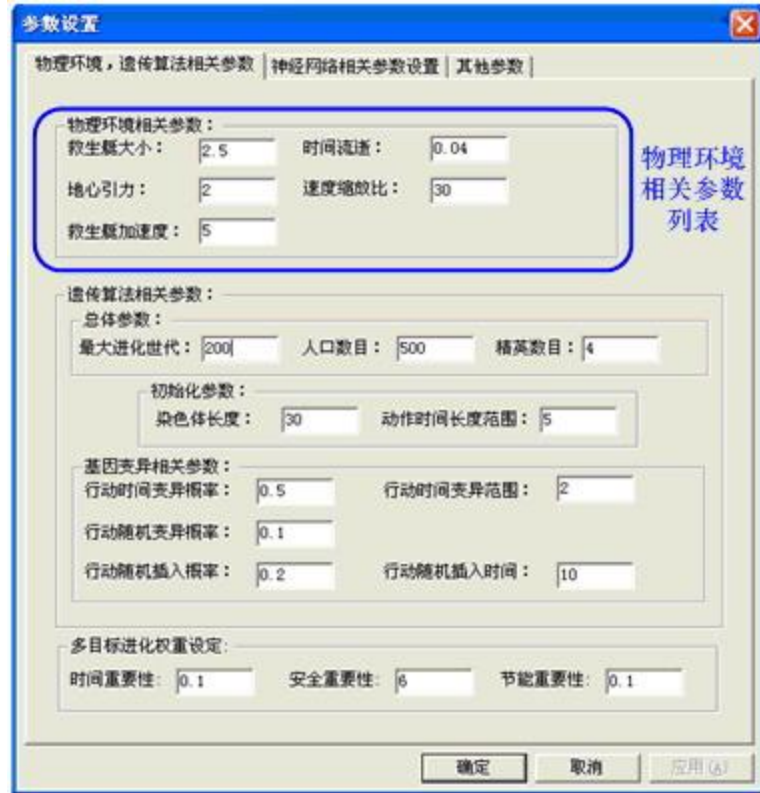 参数设置
物理环境，遗传算法相关参数 神经网络相关参数设置 其他参数
物理环境相关参数：
救生艇大小： 2.5 时间流逝： 0.04
地心引力： 2 速度缩放比： 30
救生艇加速度： 5
物理环境
相关参数
列表
遗传算法相关参数：
总体参数：
最大进化世代： 200 人口数目： 500 精英数目： 4
初始化参数：
染色体长度： 30 动作时间长度范围： 5
基因变异相关参数：
行动时间变异概率： 0.5 行动时间变异范围： 2
行动随机变异概率： 0.1
行动随机插入概率： 0.2 行动随机插入时间： 10
多目标进化权重设定:
时间重要性: 0.1 安全重要性: 6 节能重要性: 0.1
确定 取消 应用(A)